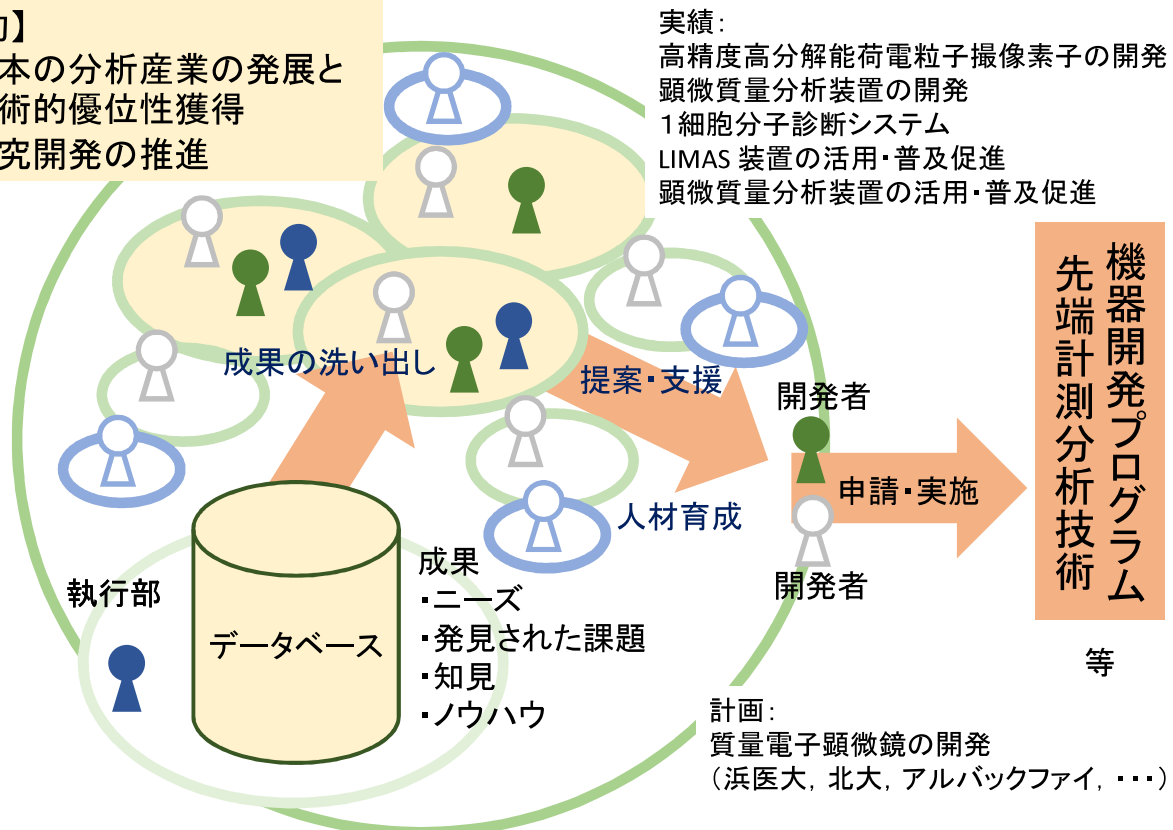 】
本の分析産業の発展と
術的優位性獲得
究開発の推進
実績：
高精度高分解能荷電粒子撮像素子の開発
顕微質量分析装置の開発
１細胞分子診断システム
LIMAS 装置の活用・普及促進
顕微質量分析装置の活用・普及促進
成果の洗い出し
提案・支援
人材育成
開発者
申請・実施
開発者
機器開発プログラム
先端計測分析技術
等
執行部
データベース
成果
・ニーズ
・発見された課題
・知見
・ノウハウ
計画：
質量電子顕微鏡の開発
（浜医大，北大，アルバックファイ，・・・）